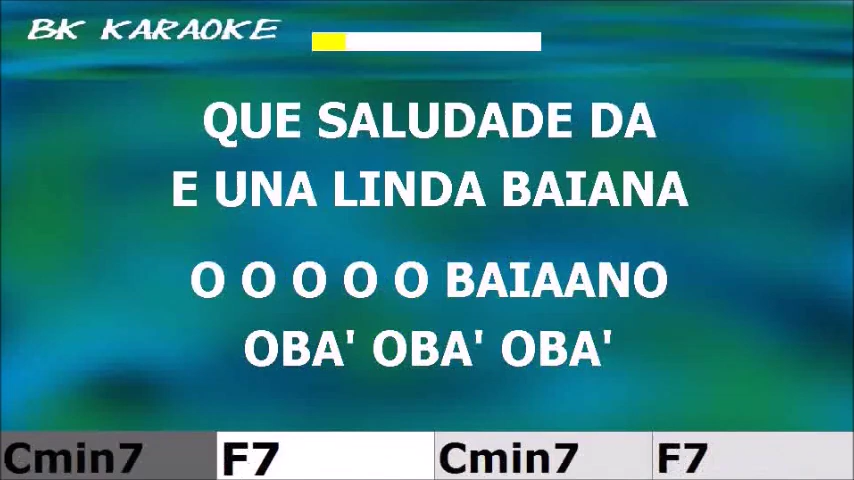 BK KARAOKE
QUE SALUDADE DA
E UNA LINDA BAIANA
O O O O O BAIAANO
OBA' OBA' OBA'
Cmin7 F7 Cmin7 F7